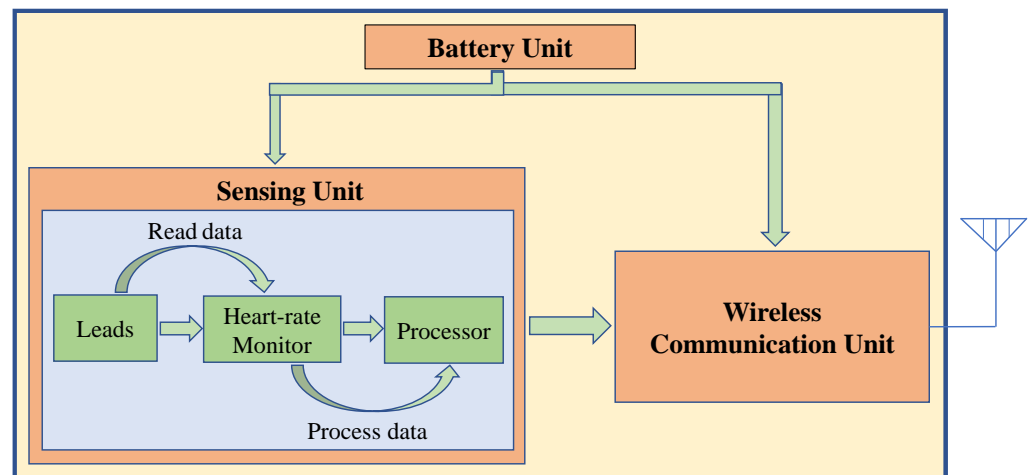 Battery Unit
Sensing Unit
Read data
Leads
Heart-rate
Monitor
Processor
Process data
Wireless
Communication Unit